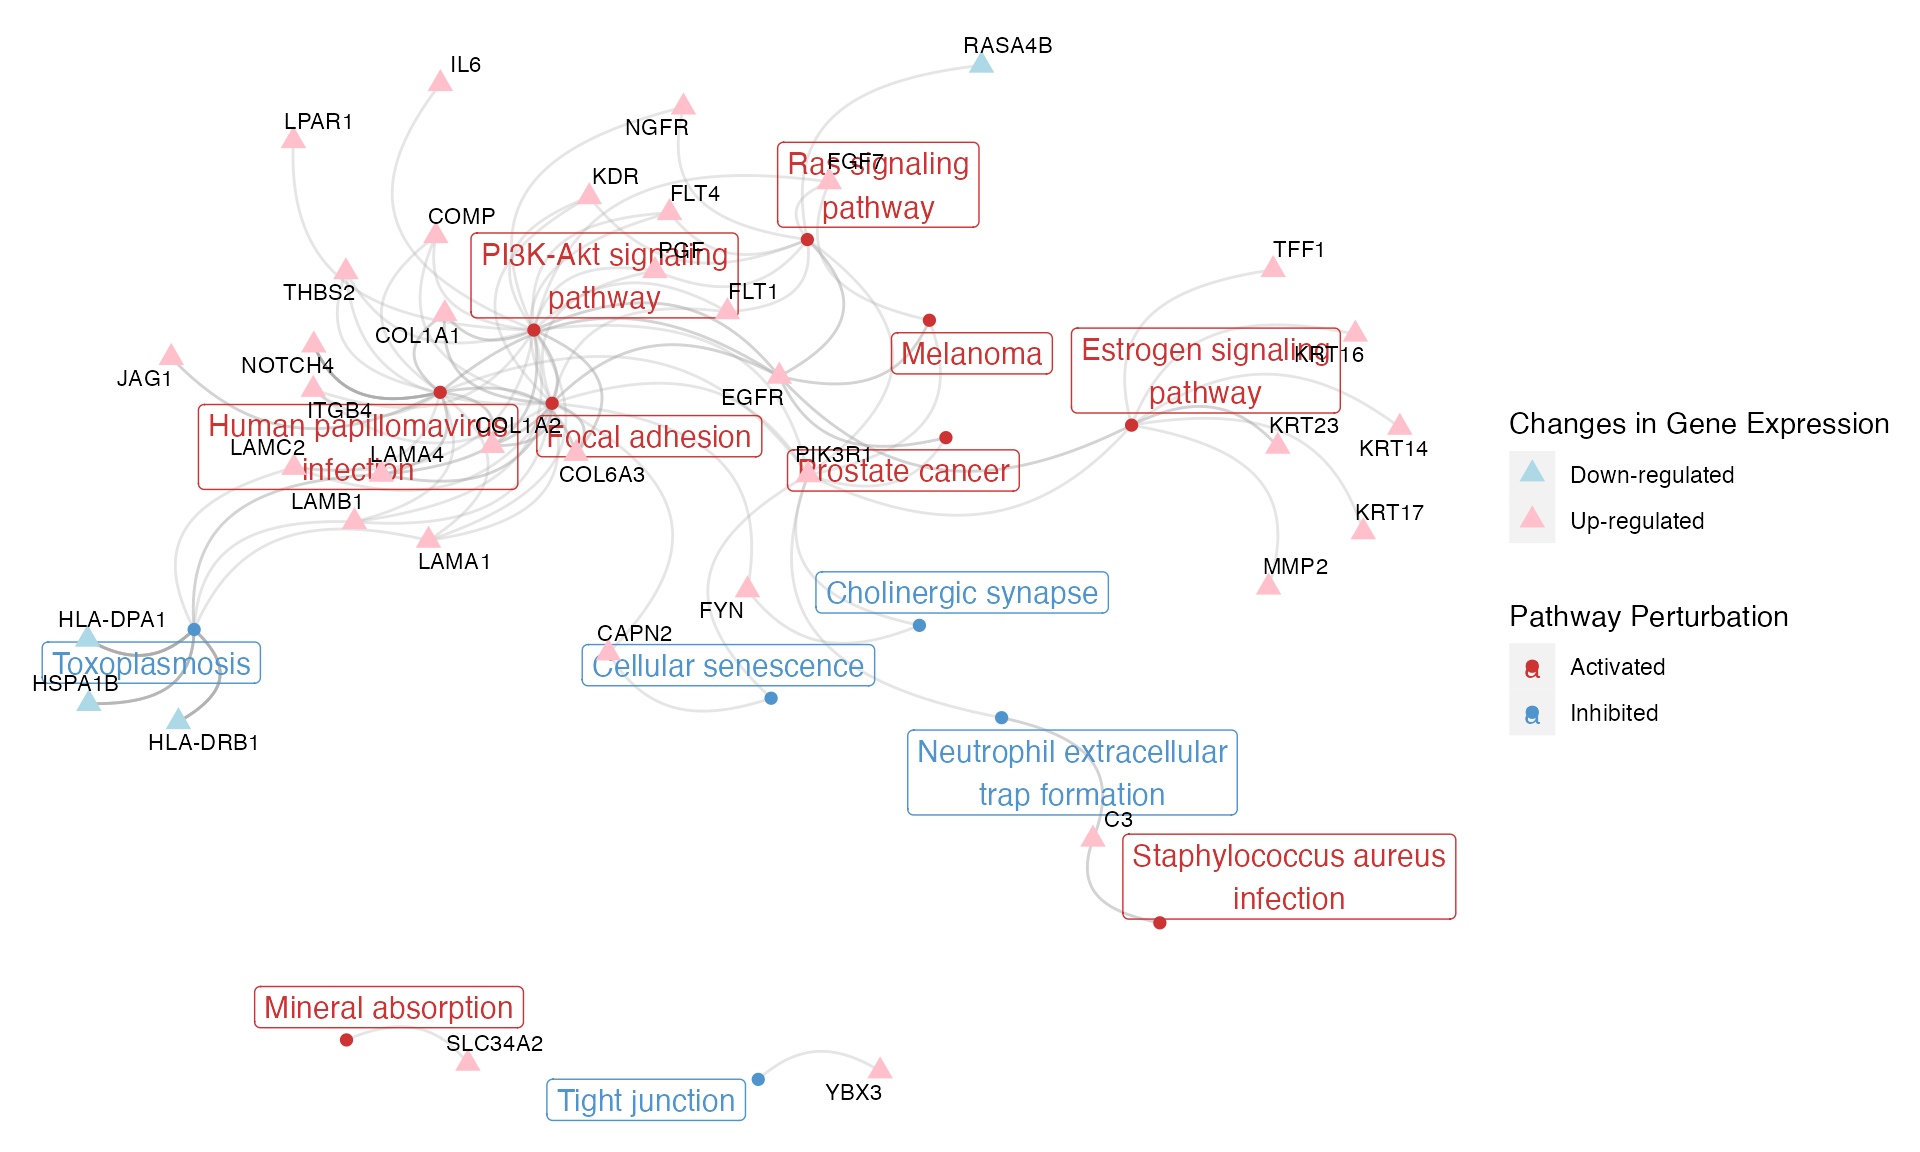 RASA4B
IL6
LPAR1
NGFR
FGF7
Ras signaling
pathway
KDR
FLT4
COMP
PGF
PI3K-Akt signaling
pathway
TFF1
THBS2
FLT1
COL1A1
Melanoma
Estrogen signaling
pathway
KRT16
NOTCH4
JAG1
EGFR
ITGB4
Human papillomavirus
infection
COL1A2
Focal adhesion
KRT23
LAMC2
LAMA4
COL6A3
PIK3R1
Prostate cancer
KRT14
LAMB1
KRT17
LAMA1
MMP2
Cholinergic synapse
FYN
HLA-DPA1
CAPN2
Toxoplasmosis
Cellular senescence
HSPA1B
HLA-DRB1
Neutrophil extracellular
trap formation
C3
Staphylococcus aureus
infection
Mineral absorption
SLC34A2
Tight junction
YBX3
Changes in Gene Expression
Down-regulated
Up-regulated
Pathway Perturbation
a Activated
a Inhibited